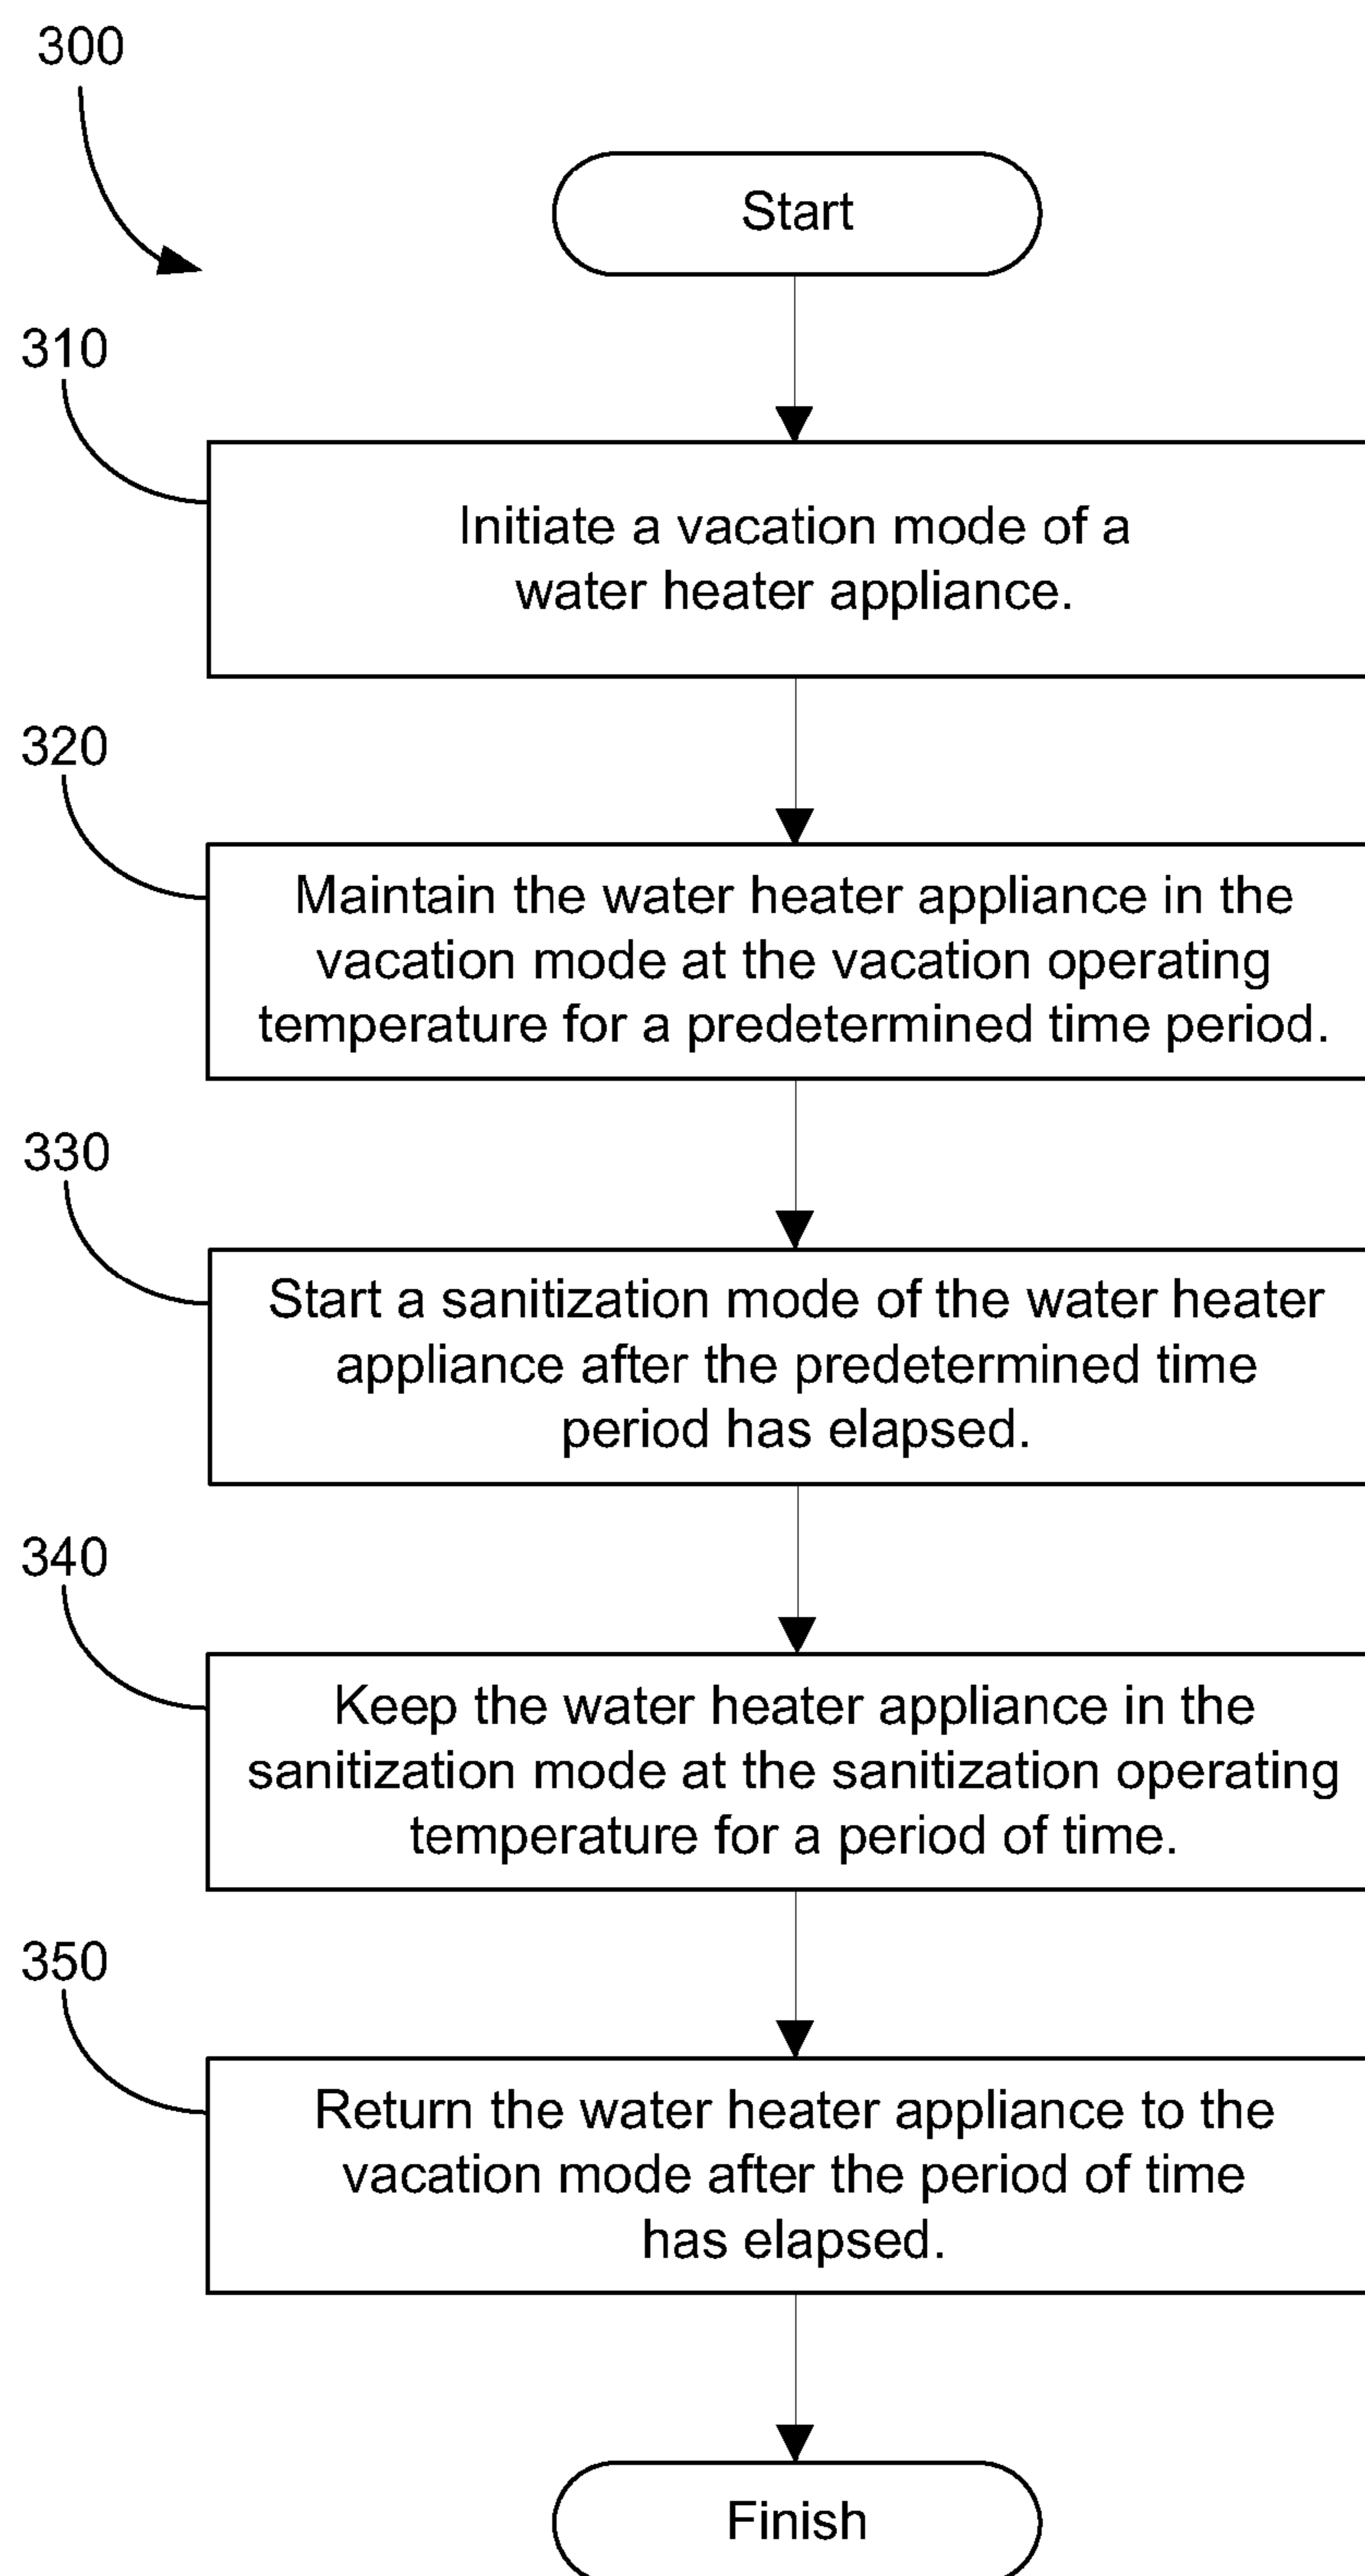 300
Start
310
Initiate a vacation mode of a
water heater appliance.
320
Maintain the water heater appliance in the
vacation mode at the vacation operating
temperature for a predetermined time period.
330
Start a sanitization mode of the water heater
appliance after the predetermined time
period has elapsed.
340
Keep the water heater appliance in the
sanitization mode at the sanitization operating
temperature for a period of time.
350
Return the water heater appliance to the
vacation mode after the period of time
has elapsed.
Finish